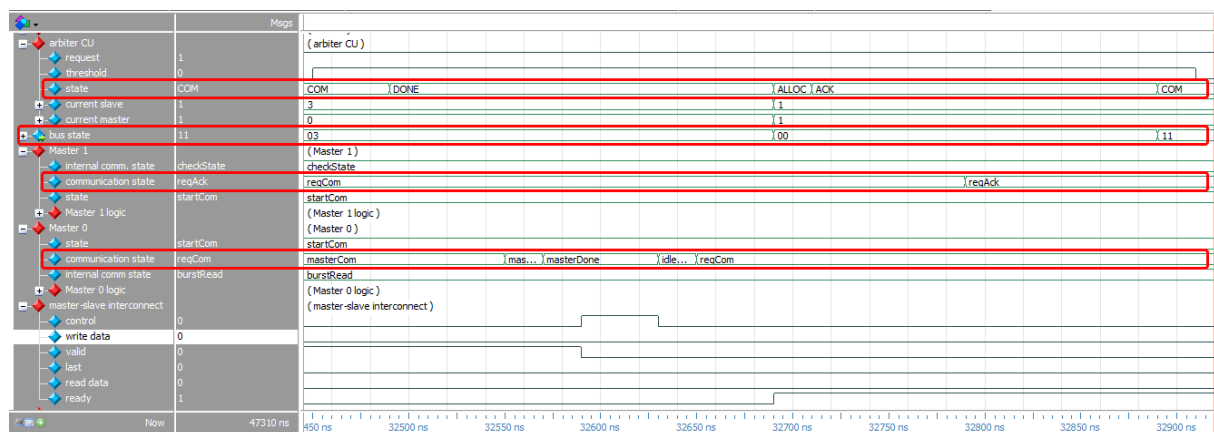 Msgs
arbiter CU ( arbiter CU )
request 1
threshold 0
state COM COM DONE ALLOC ACK COM
current slave 1 3 1
current master 1 0 1
bus state 11 03 00 11
Master 1 ( Master 1 )
internal comm. state checkState checkState
communication state reqAck reqCom reqAck
state startCom startCom
Master 1 logic ( Master 1 logic )
Master 0 ( Master 0 )
state startCom startCom
communication state reqCom masterCom mas... masterDone idle... reqCom
internal comm state burstRead burstRead
Master 0 logic ( Master 0 logic )
master-slave interconnect ( master-slave interconnect )
control 0
write data 0
valid 0
last 0
read data 0
ready 1
Now 47310 ns 450 ns 32500 ns 32550 ns 32600 ns 32650 ns 32700 ns 32750 ns 32800 ns 32850 ns 32900 ns